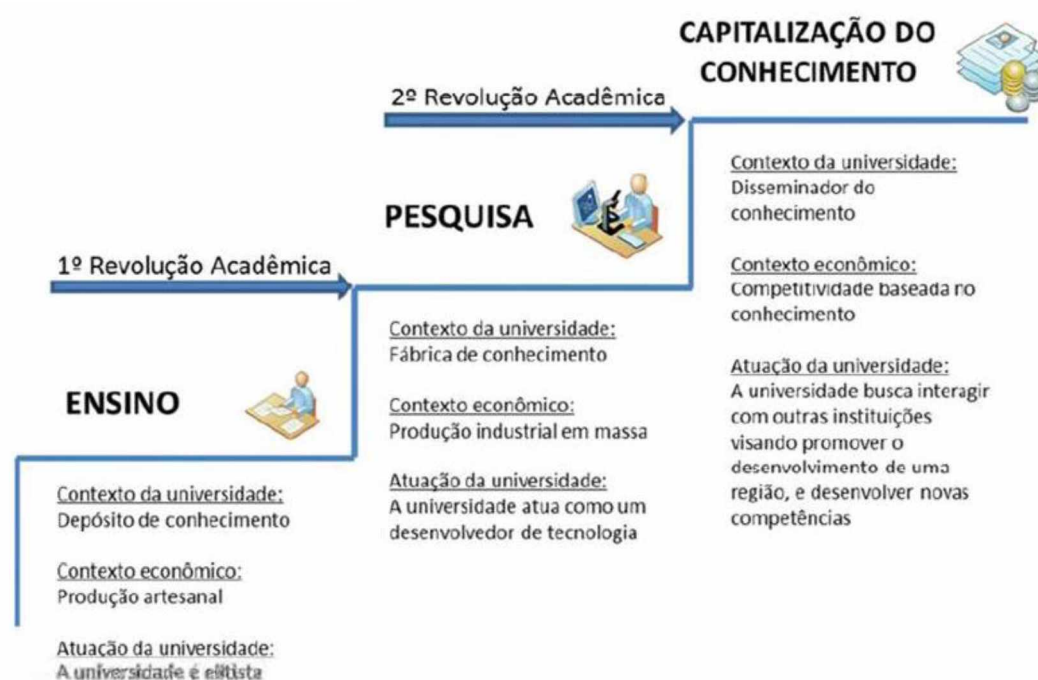 CAPITALIZAÇÃO DO
CONHECIMENTO
2º Revolução Acadêmica
Contexto da universidade:
Disseminador do
conhecimento
Contexto econômico:
Competitividade baseada no
conhecimento
Atuação da universidade:
A universidade busca interagir
com outras instituições
visando promover o
desenvolvimento de uma
região, e desenvolver novas
competências
PESQUISA
1º Revolução Acadêmica
Contexto da universidade:
Fábrica de conhecimento
Contexto econômico:
Produção industrial em massa
Atuação da universidade:
A universidade atua como um
desenvolvedor de tecnologia
ENSINO
Contexto da universidade:
Depósito de conhecimento
Contexto econômico:
Produção artesanal
Atuação da universidade:
A universidade é elitista